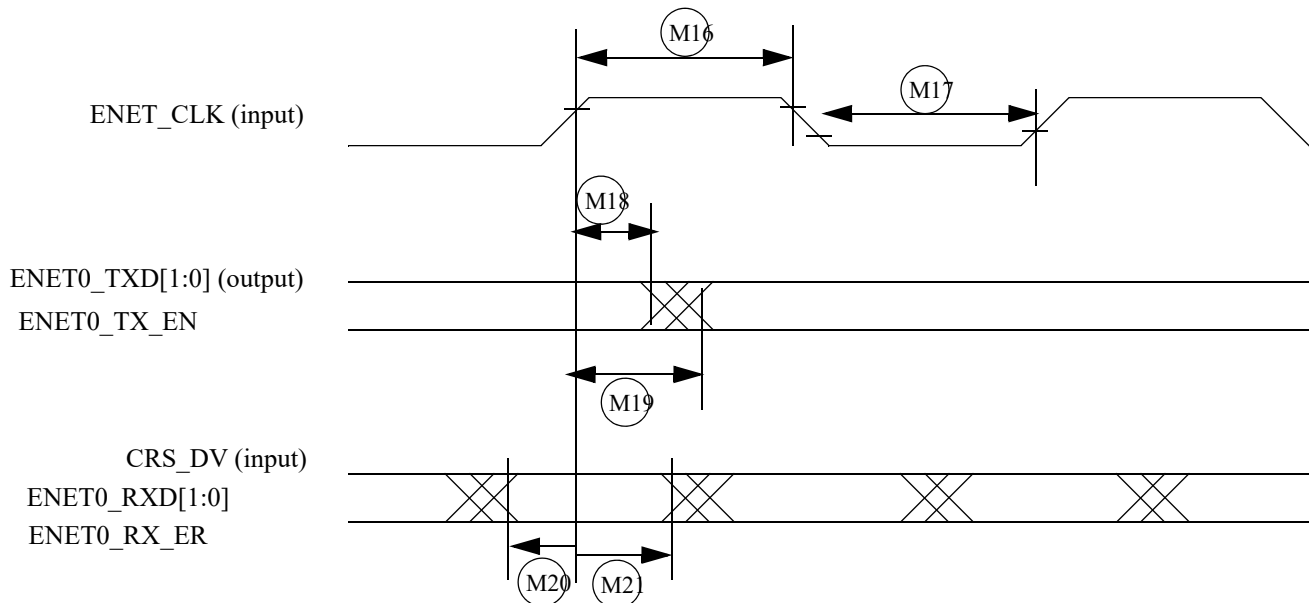 M16
M17
ENET_CLK (input)
M18
ENET0_TXD[1:0] (output)
ENET0_TX_EN
M19
CRS_DV (input)
ENET0_RXD[1:0]
ENET0_RX_ER
M20
M21